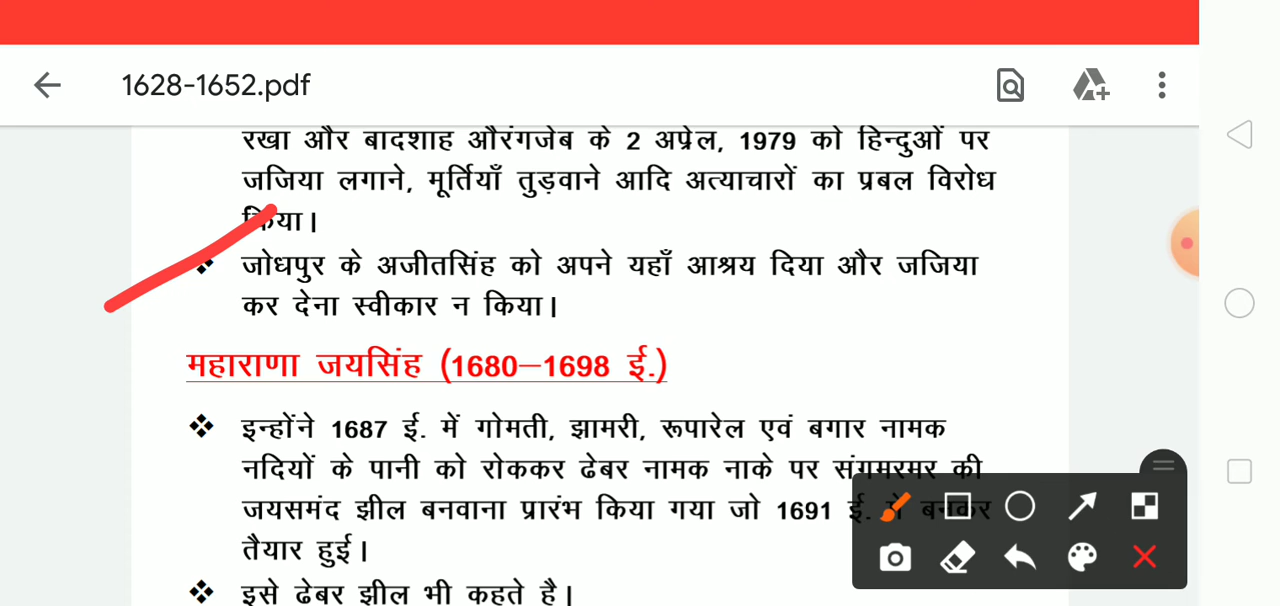 1628-1652.pdf
रखा और बादशाह औरंगजेब के 2 अप्रेल, 1979 को हिन्दुओं पर
जजिया लगाने, मूर्तियाँ तुड़वाने आदि अत्याचारों का प्रबल विरोध
किया।
❖ जोधपुर के अजीतसिंह को अपने यहाँ आश्रय दिया और जजिया
कर देना स्वीकार न किया।
महाराणा जयसिंह (1680–1698 ई.)
❖ इन्होंने 1687 ई. में गोमती, झामरी, रूपारेल एवं बगार नामक
नदियों के पानी को रोककर ढेबर नामक नाके पर संगमरमर की
जयसमंद झील बनवाना प्रारंभ किया गया जो 1691 ई. में बनकर
तैयार हुई।
❖ इसे ढेबर झील भी कहते है।